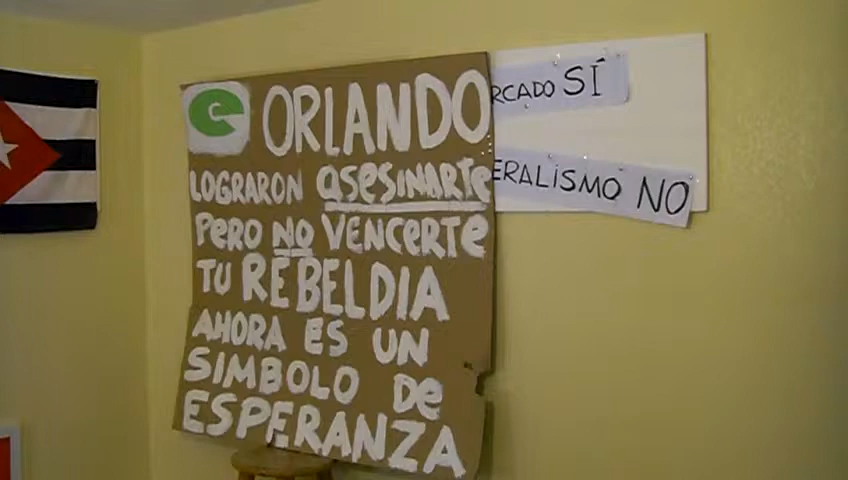 ORLANDO
LOGRARON ASESINARTE
PERO NO VENCERTE
TU REBELDIA
AHORA ES UN
SIMBOLO DE
ESPERANZA
RCADO SÍ
ERALISMO NO